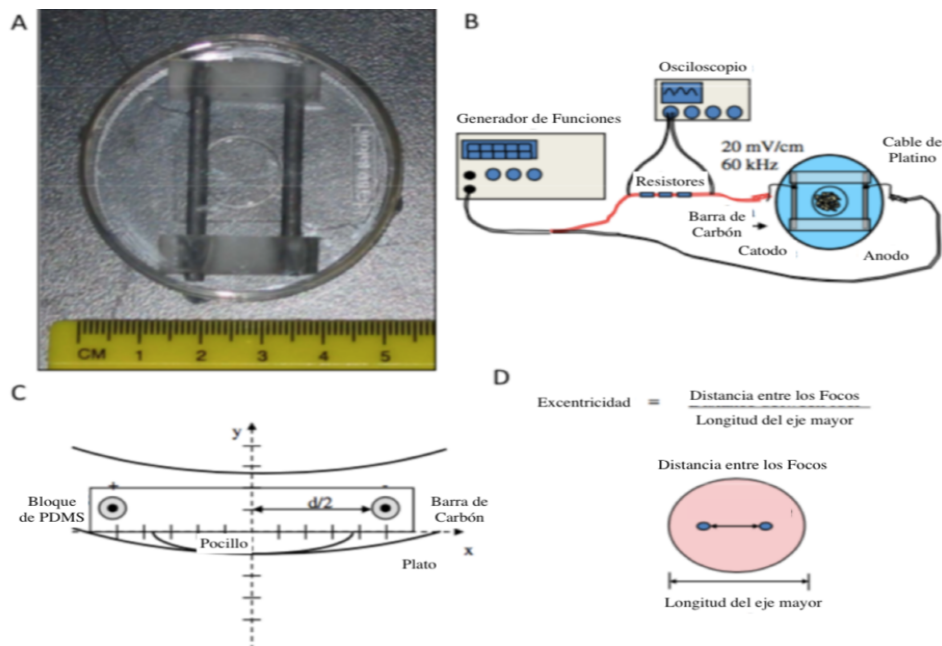 A
CM 1 2 3 4 5
B
Osciloscopio
Generador de Funciones
20 mV/cm
60 kHz
Cable de
Platino
Resistores
Barra de
Carbón
Catodo
Anodo
C
y
+
-
d/2
Bloque
de PDMS
Barra de
Carbón
Pocillo
x
Plato
D
Excentricidad = Distancia entre los Focos
Longitud del eje mayor
Distancia entre los Focos
Longitud del eje mayor